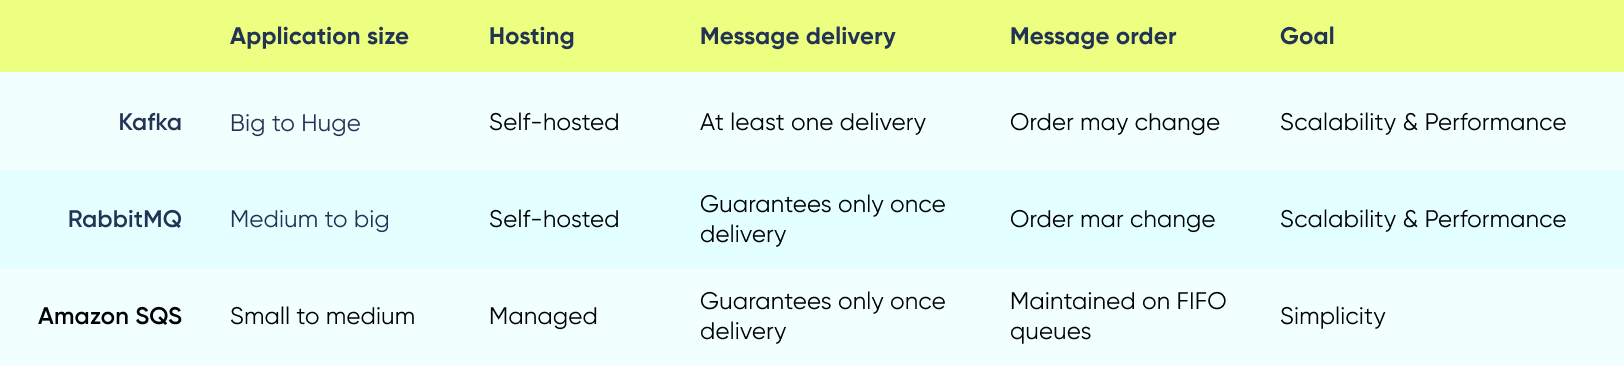 Application size Hosting Message delivery Message order Goal
Kafka Big to Huge Self-hosted At least one delivery Order may change Scalability & Performance
RabbitMQ Medium to big Self-hosted Guarantees only once Order mar change Scalability & Performance
delivery
Amazon SQS Small to medium Managed Guarantees only once Maintained on FIFO Simplicity
delivery queues